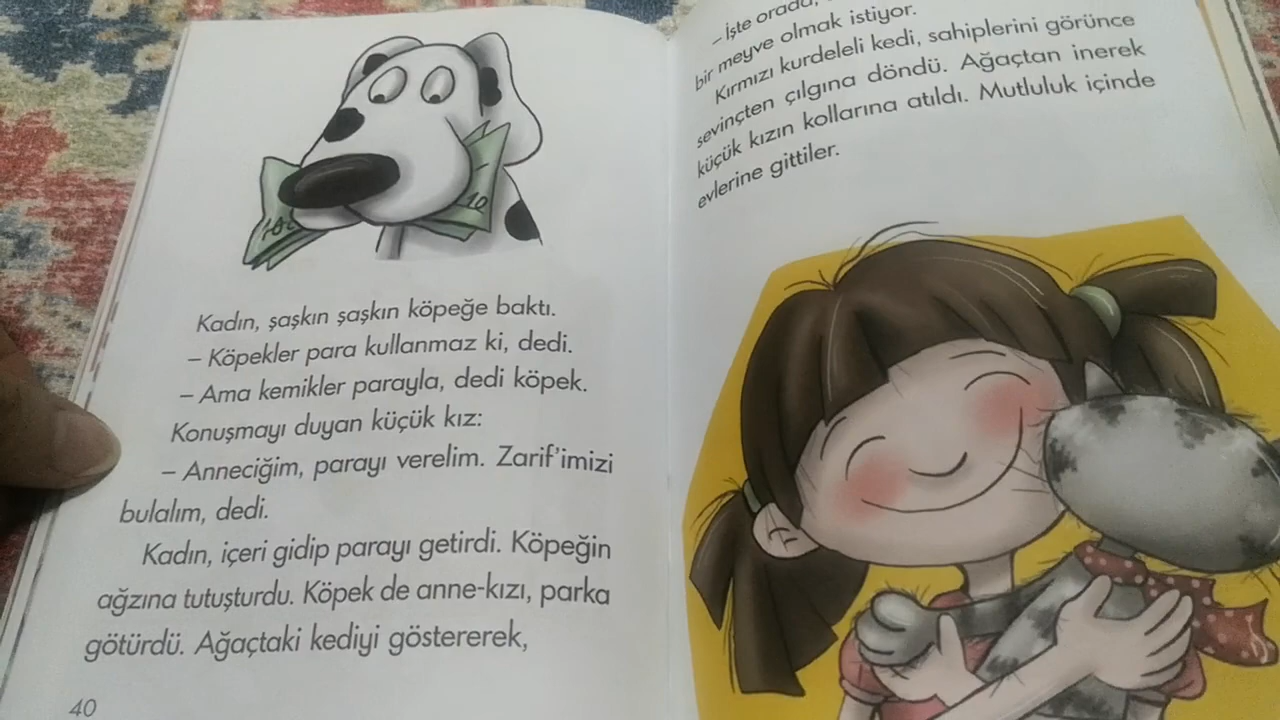 Kadın, şaşkın şaşkın köpeğe baktı.
– Köpekler para kullanmaz ki, dedi.
– Ama kemikler parayla, dedi köpek.
Konuşmayı duyan küçük kız:
– Anneciğim, parayı verelim. Zarif'imizi
bulalım, dedi.
Kadın, içeri gidip parayı getirdi. Köpeğin
ağzına tutuşturdu. Köpek de anne-kızı, parka
götürdü. Ağaçtaki kediyi göstererek,
40
– İşte orada,
bir meyve olmak istiyor.
Kırmızı kurdeleli kedi, sahiplerini görünce
sevinçten çılgına döndü. Ağaçtan inerek
küçük kızın kollarına atıldı. Mutluluk içinde
evlerine gittiler.